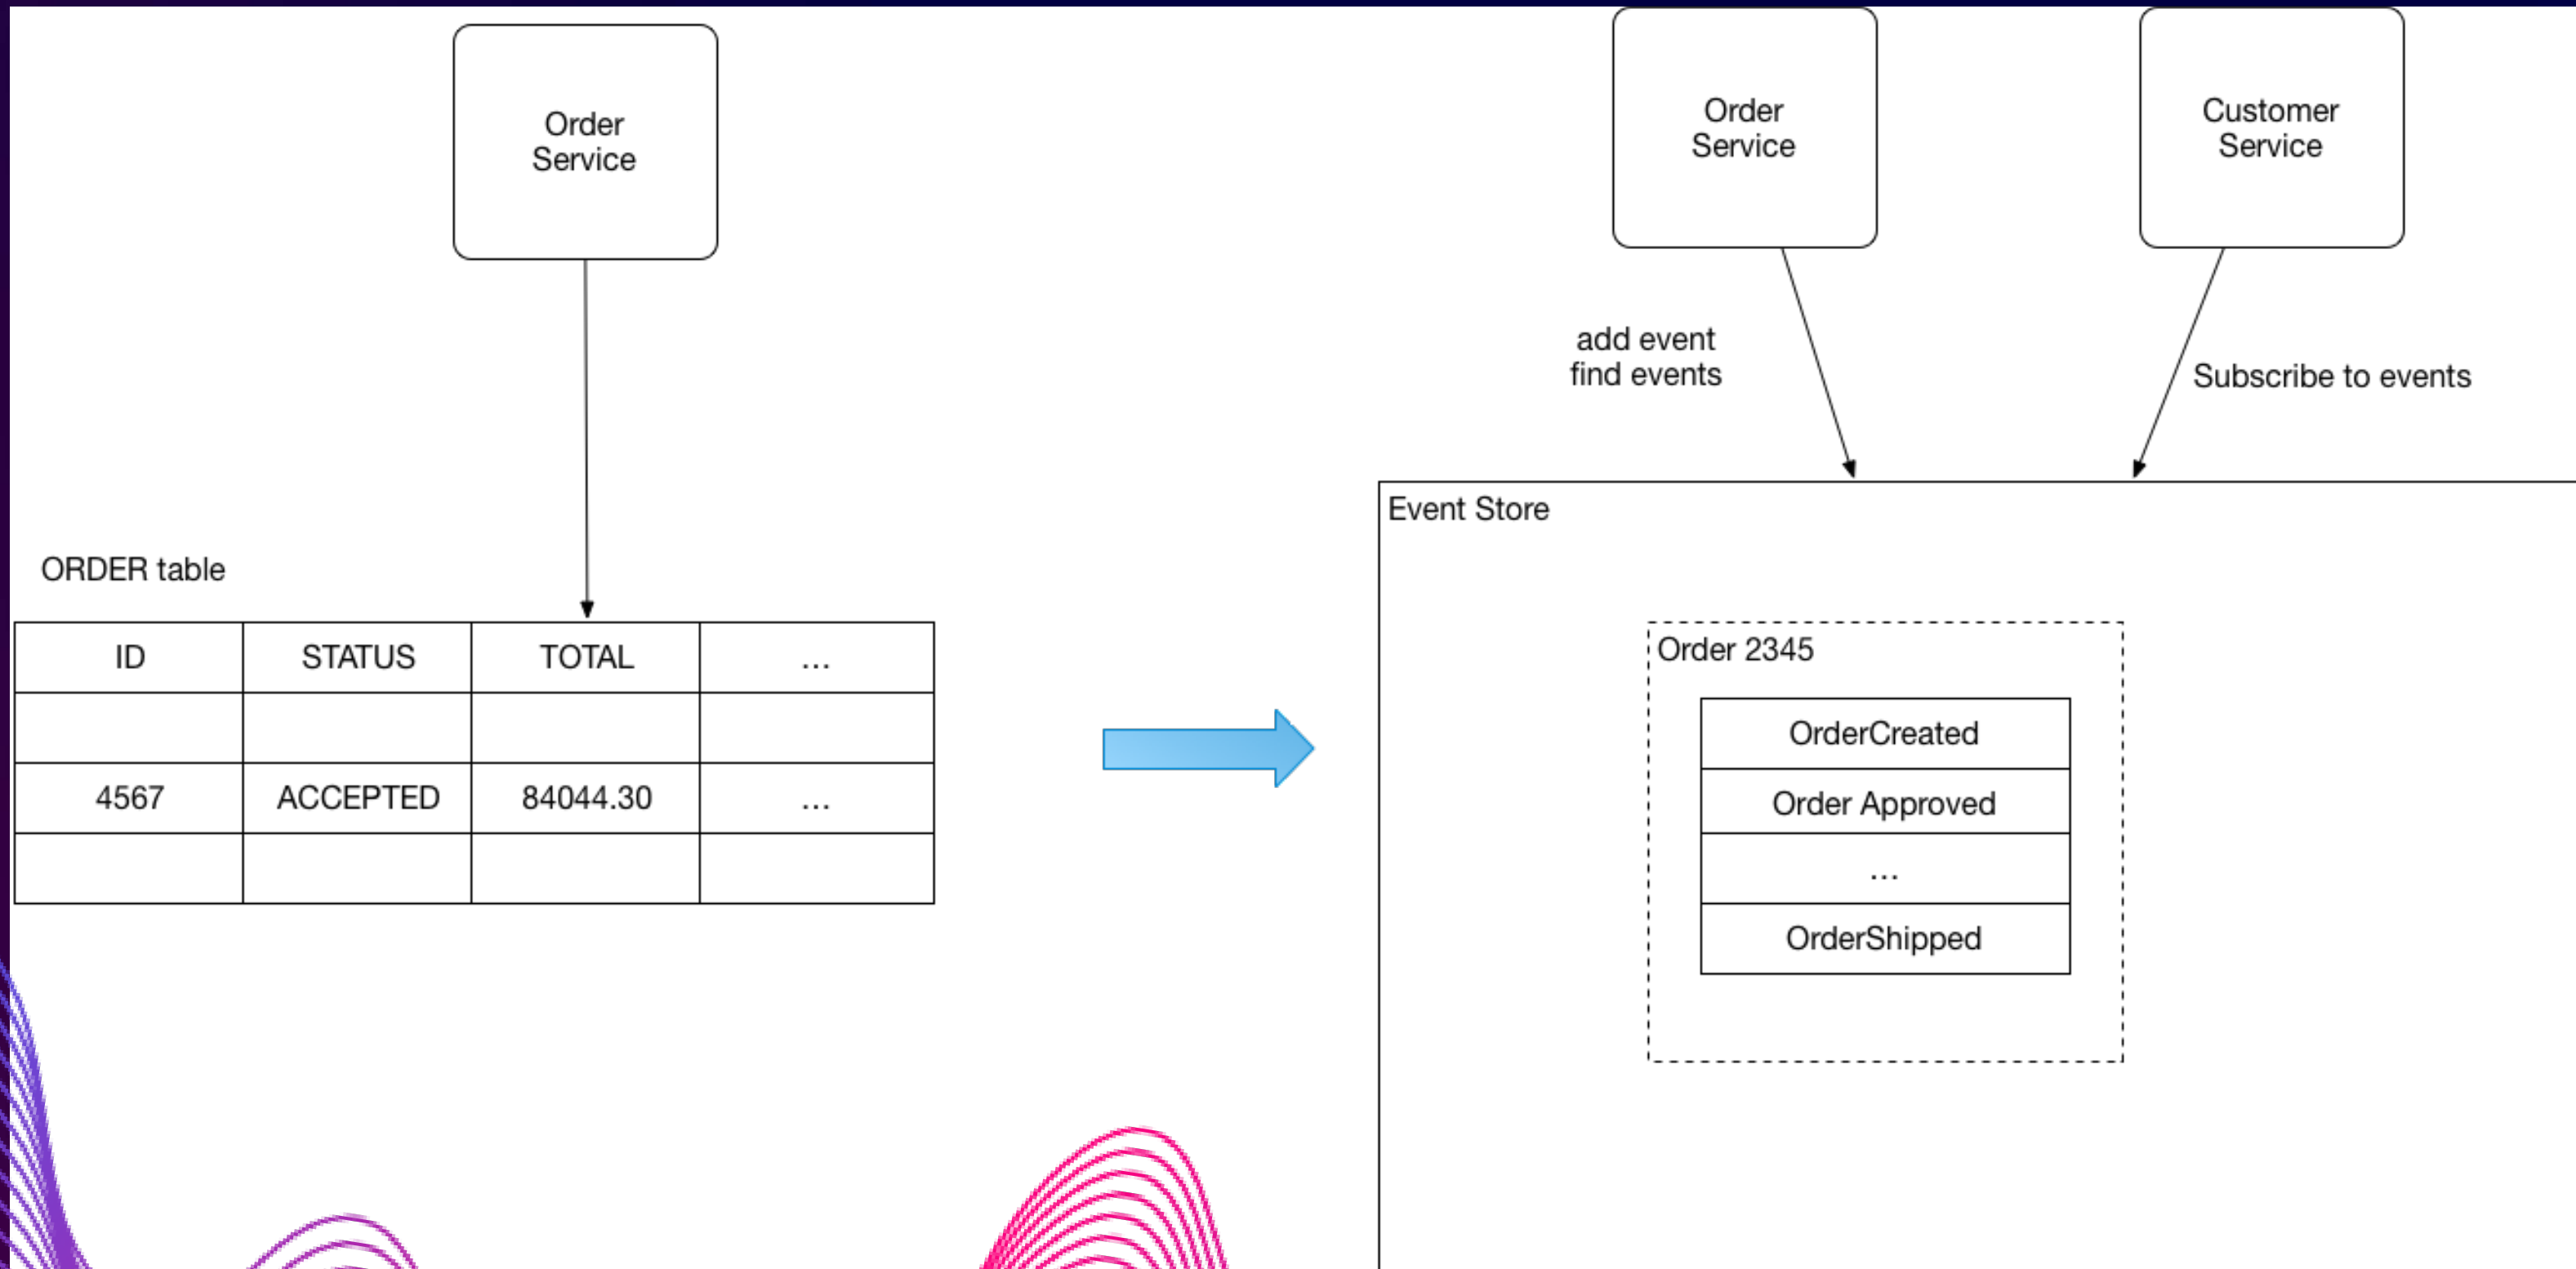 Order
Service
ORDER table
ID STATUS TOTAL ...
4567 ACCEPTED 84044.30 ...
Order
Service
Customer
Service
add event
find events
Subscribe to events
Event Store
Order 2345
OrderCreated
Order Approved
...
OrderShipped